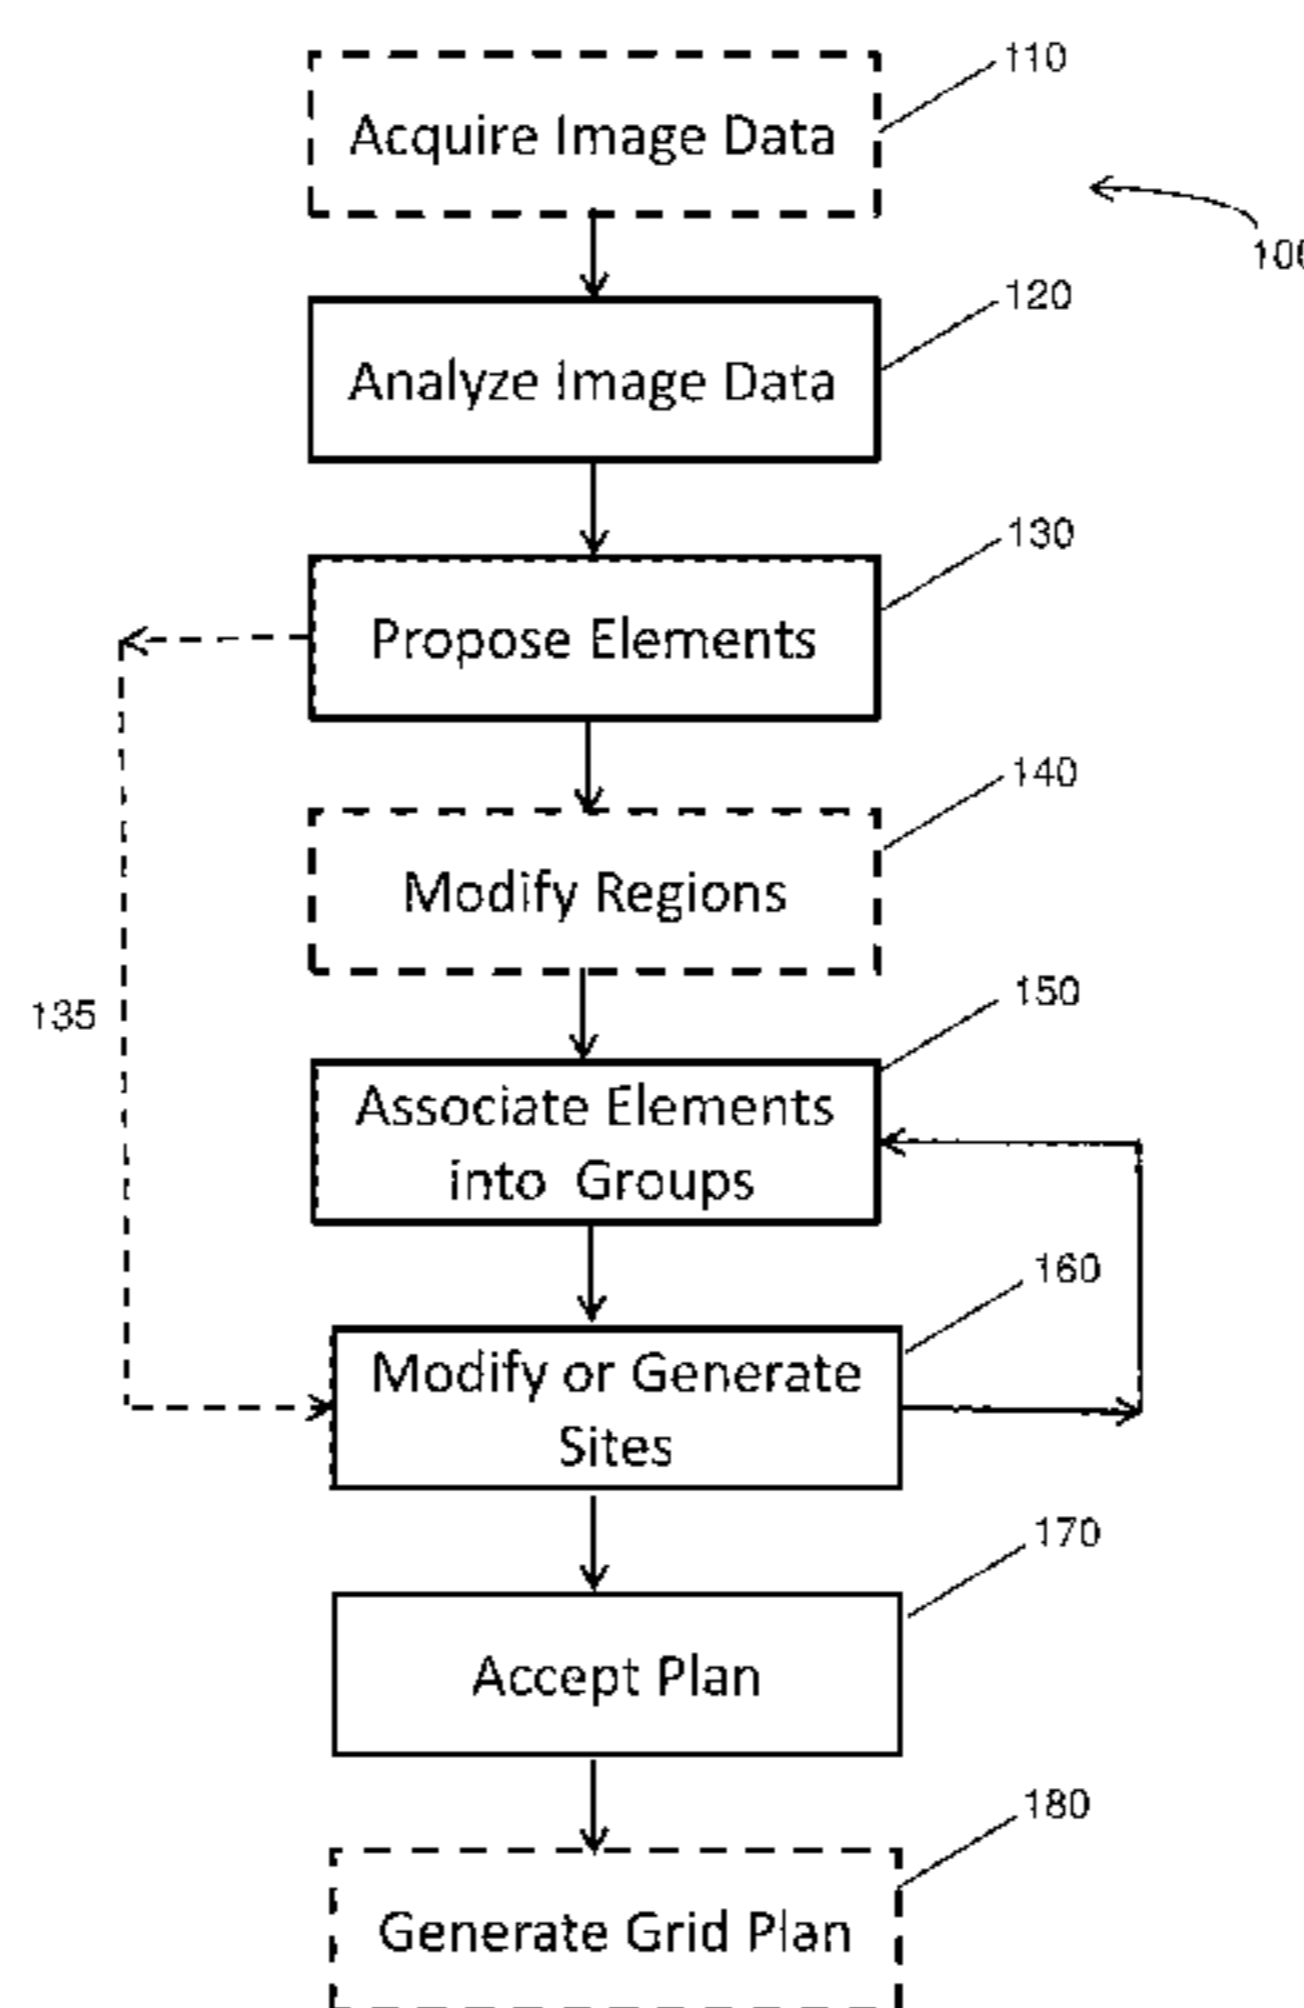 110
Acquire Image Data
100
120
Analyze Image Data
130
Propose Elements
140
Modify Regions
135
150
Associate Elements
into Groups
160
Modify or Generate
Sites
170
Accept Plan
180
Generate Grid Plan